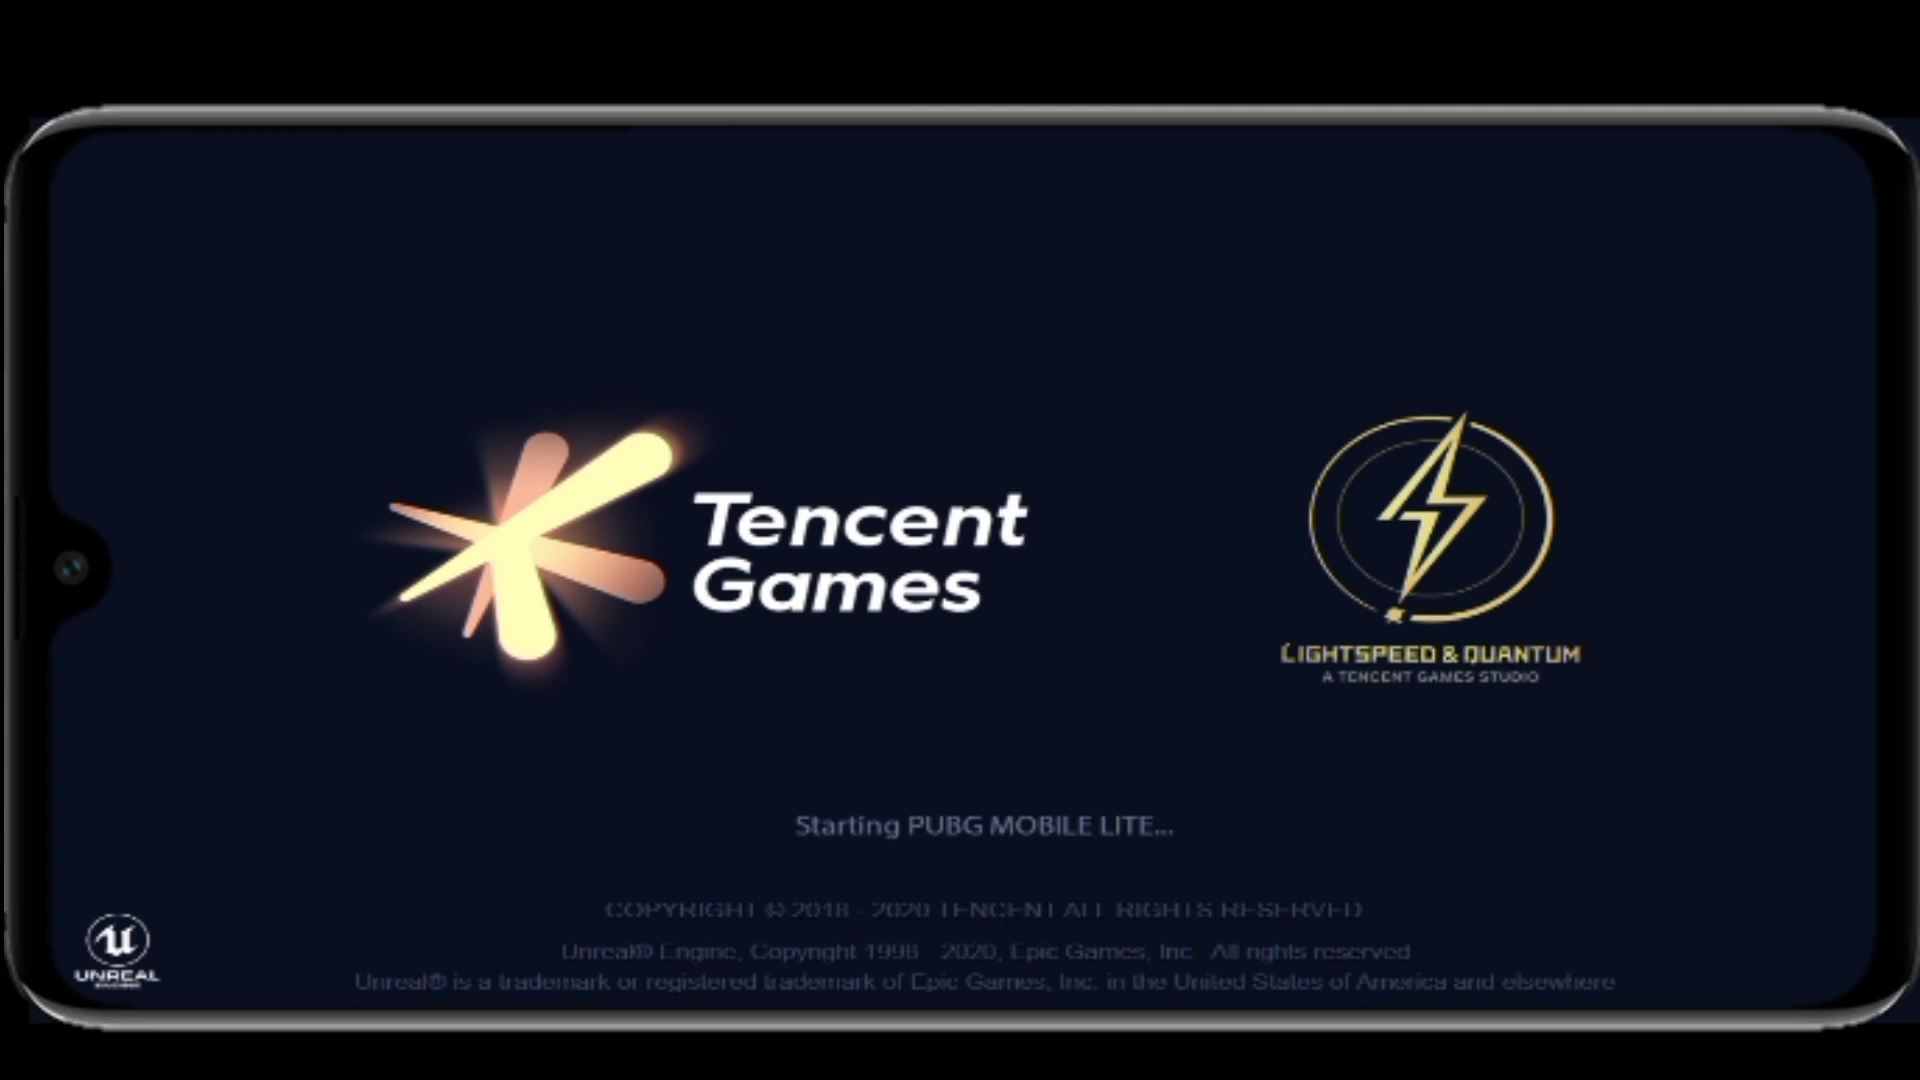 Tencent
Games
LIGHTSPEED & QUANTUM
A TENCENT GAMES STUDIO
Starting PUBG MOBILE LITE...
COPYRIGHT © 2018 - 2020 TENCENT ALL RIGHTS RESERVED
Unreal® Engine, Copyright 1998 - 2020, Epic Games, Inc. All rights reserved
Unreal® is a trademark or registered trademark of Epic Games, Inc. in the United States of America and elsewhere
UNREAL
ENGINE